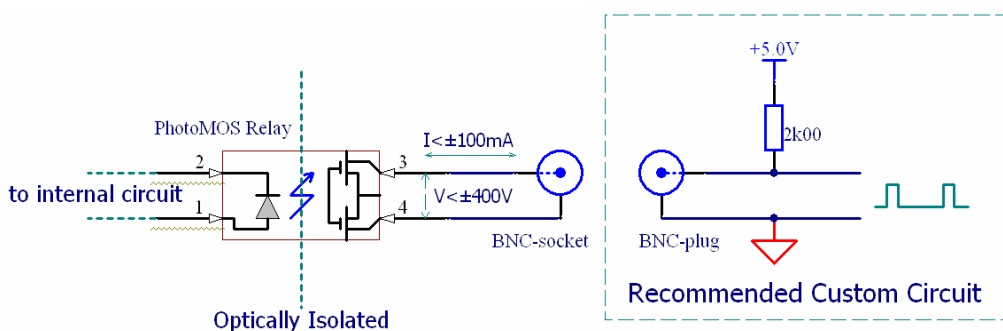 PhotoMOS Relay
2
3
I<±100mA
to internal circuit
V<±400V
1
4
BNC-socket
Optically Isolated
+5.0V
2k00
BNC-plug
Recommended Custom Circuit